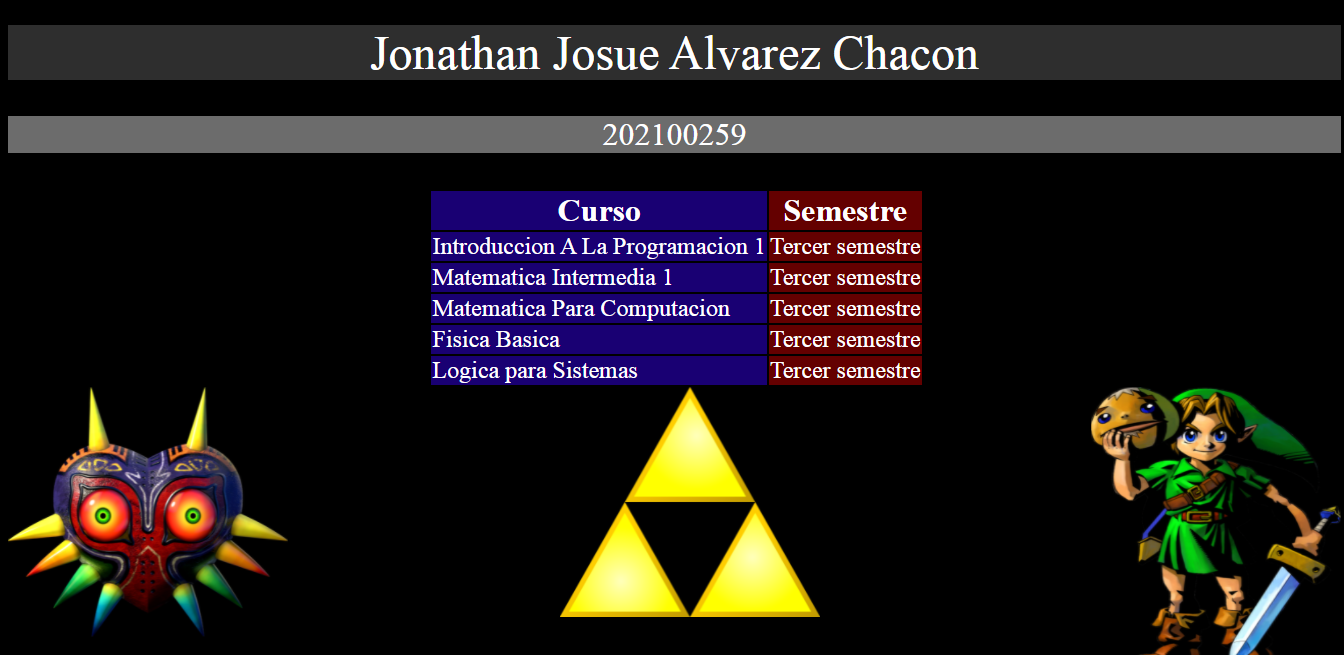 Jonathan Josue Alvarez Chacon
202100259
Curso Semestre
Introduccion A La Programacion 1 Tercer semestre
Matematica Intermedia 1 Tercer semestre
Matematica Para Computacion Tercer semestre
Fisica Basica Tercer semestre
Logica para Sistemas Tercer semestre